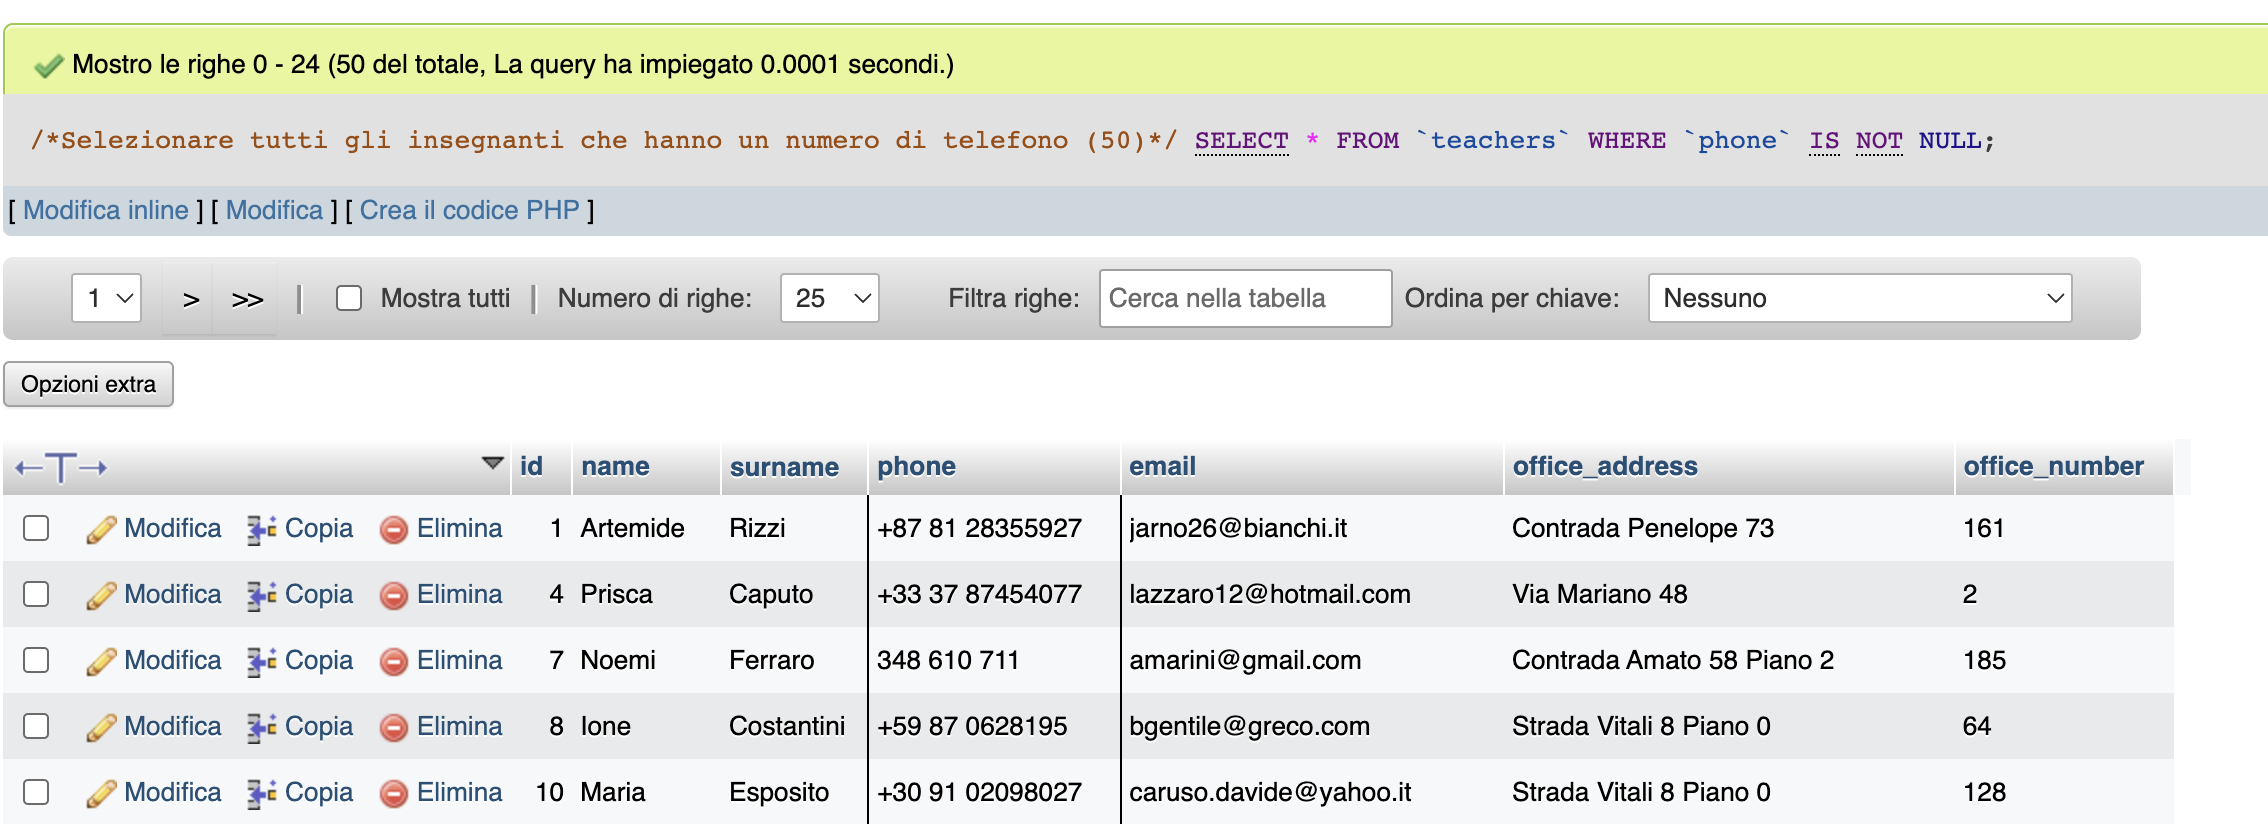 Mostro le righe 0 - 24 (50 del totale, La query ha impiegato 0.0001 secondi.)
/*Selezionare tutti gli insegnanti che hanno un numero di telefono (50)*/ SELECT * FROM `teachers` WHERE `phone` IS NOT NULL;
[ Modifica inline ] [ Modifica ] [ Crea il codice PHP ]
1 > >> | Mostra tutti | Numero di righe: 25 Filtra righe: Cerca nella tabella Ordina per chiave: Nessuno
Opzioni extra
←T→ id name surname phone email office_address office_number
Modifica Copia Elimina 1 Artemide Rizzi +87 81 28355927 jarno26@bianchi.it Contrada Penelope 73 161
Modifica Copia Elimina 4 Prisca Caputo +33 37 87454077 lazzaro12@hotmail.com Via Mariano 48 2
Modifica Copia Elimina 7 Noemi Ferraro 348 610 711 amarini@gmail.com Contrada Amato 58 Piano 2 185
Modifica Copia Elimina 8 Ione Costantini +59 87 0628195 bgentile@greco.com Strada Vitali 8 Piano 0 64
Modifica Copia Elimina 10 Maria Esposito +30 91 02098027 caruso.davide@yahoo.it Strada Vitali 8 Piano 0 128